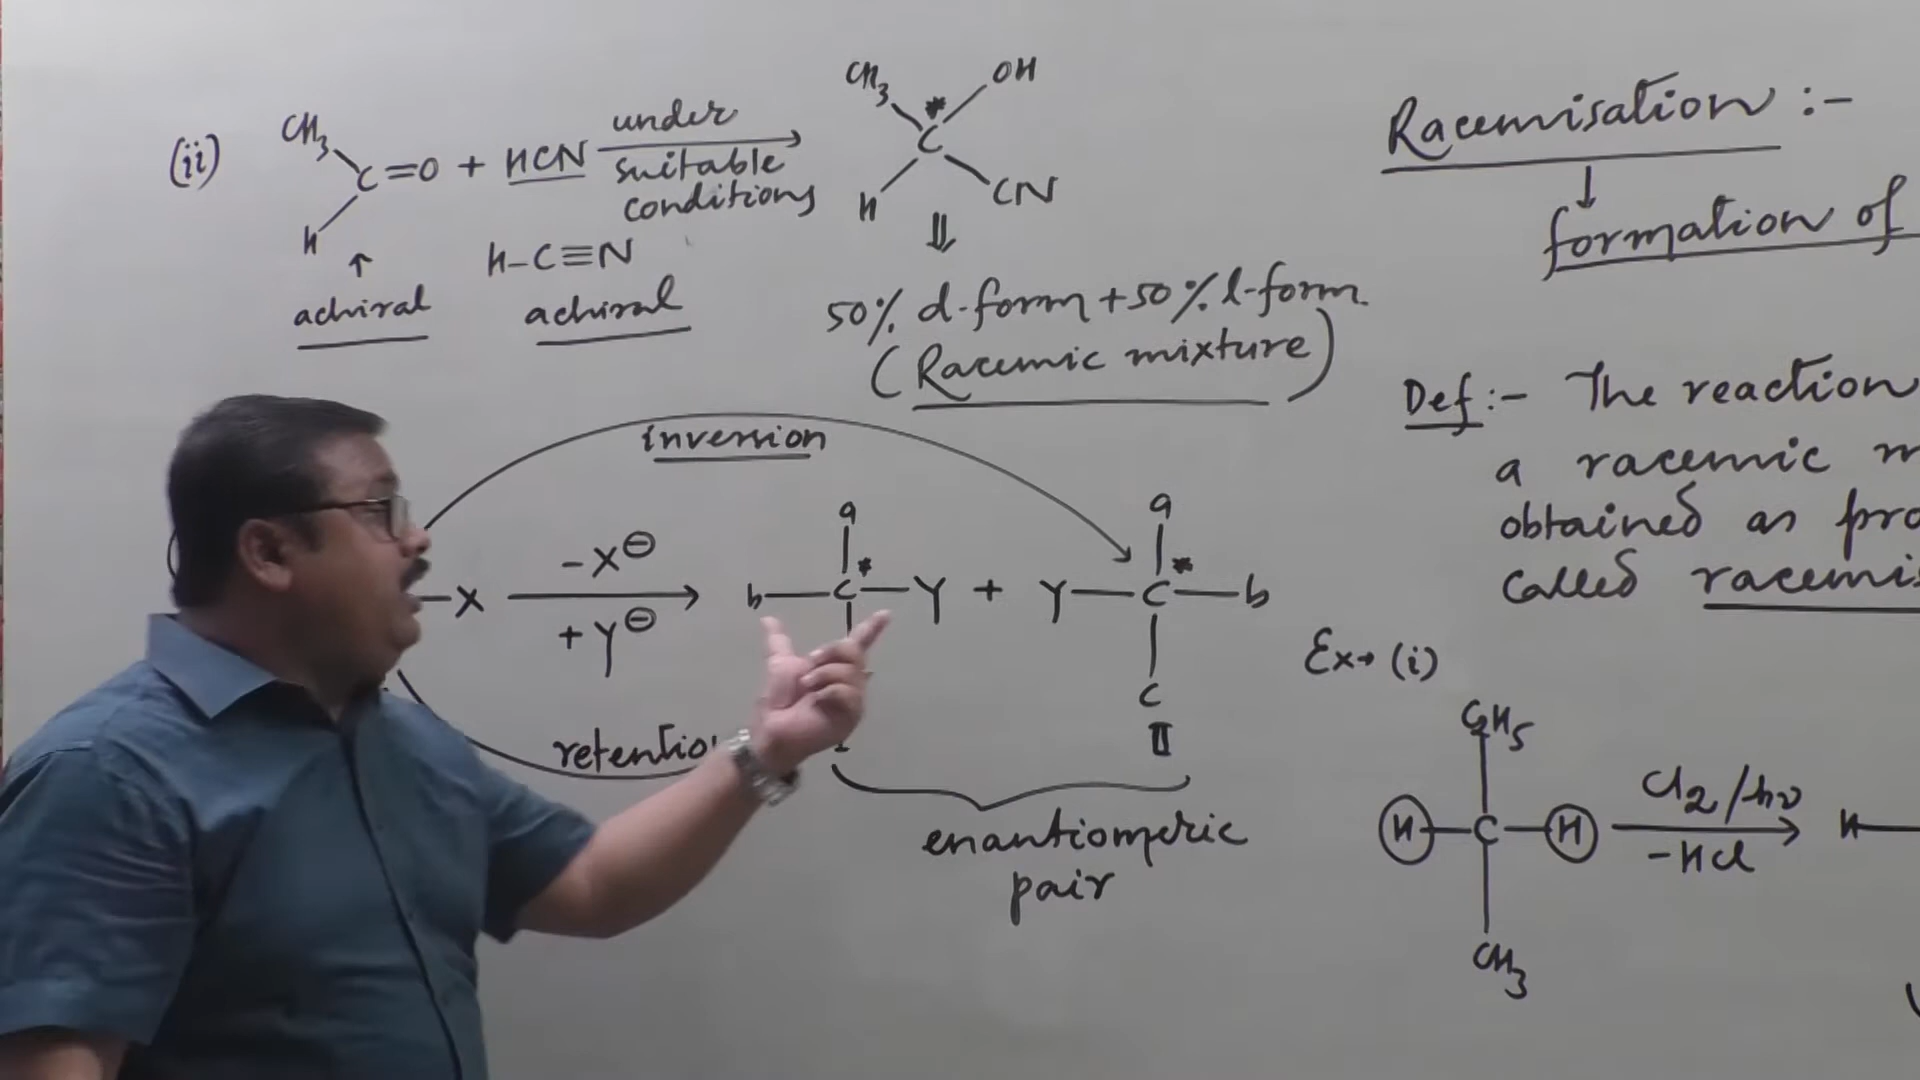 (ii) CH3 C=O + HCN under suitable conditions
H
↑ H-C≡N
achiral achiral
CH3 OH
* C
H CN
⇓
50% d-form + 50% l-form.
(Racemic mixture)
inversion
-X -X⊖ +Y⊖
retention
a
b-C*-Y + Y-C*-b
a
C
II
enantiomeric
pair
Racemisation :-
↓
formation of
Def:- The reaction
a racemic
obtained as
called
Ex→ (i)
C2H5
H-C-H Cl2/hν -HCl H
CH3